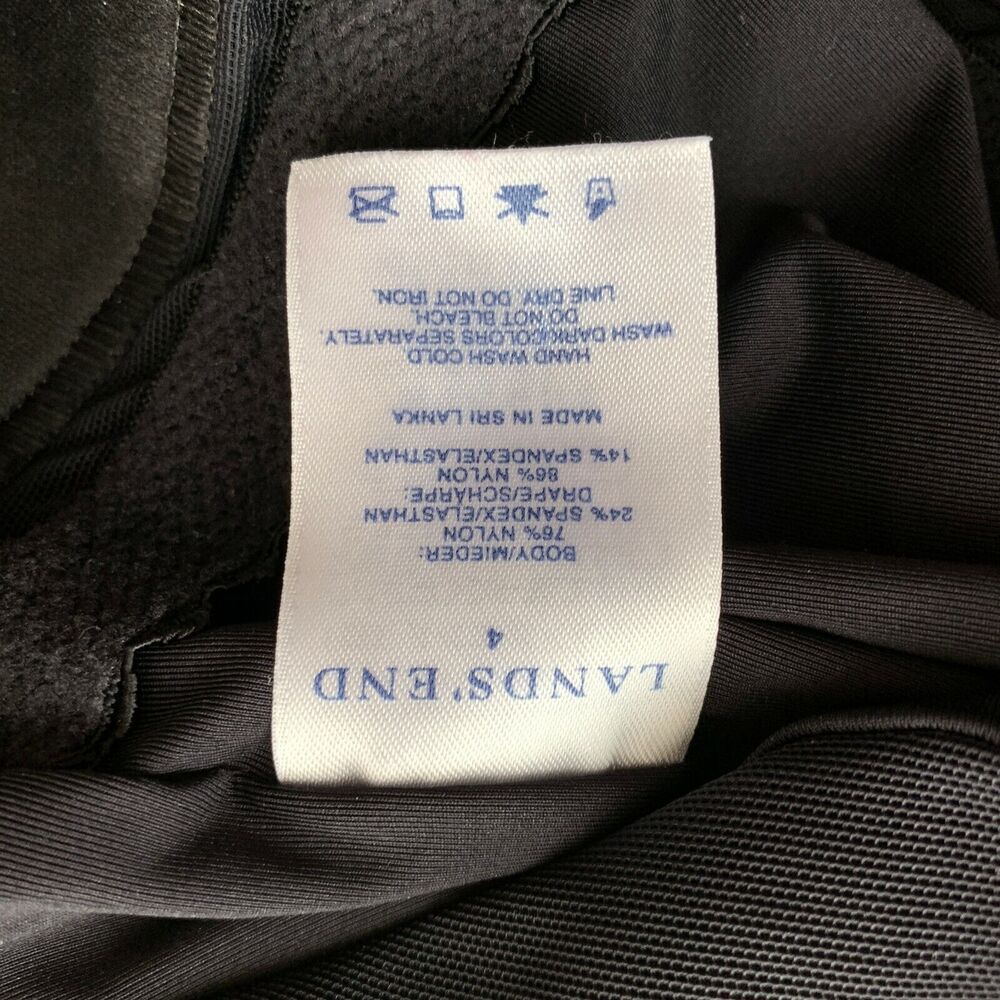 LANDS' END
4
BODY/MIEDER:
76% NYLON
24% SPANDEX/ELASTHAN
DRAPE/SCHARPE:
86% NYLON
14% SPANDEX/ELASTHAN
MADE IN SRI LANKA
HAND WASH COLD.
WASH DARK/COLORS SEPARATELY.
DO NOT BLEACH.
LINE DRY. DO NOT IRON.